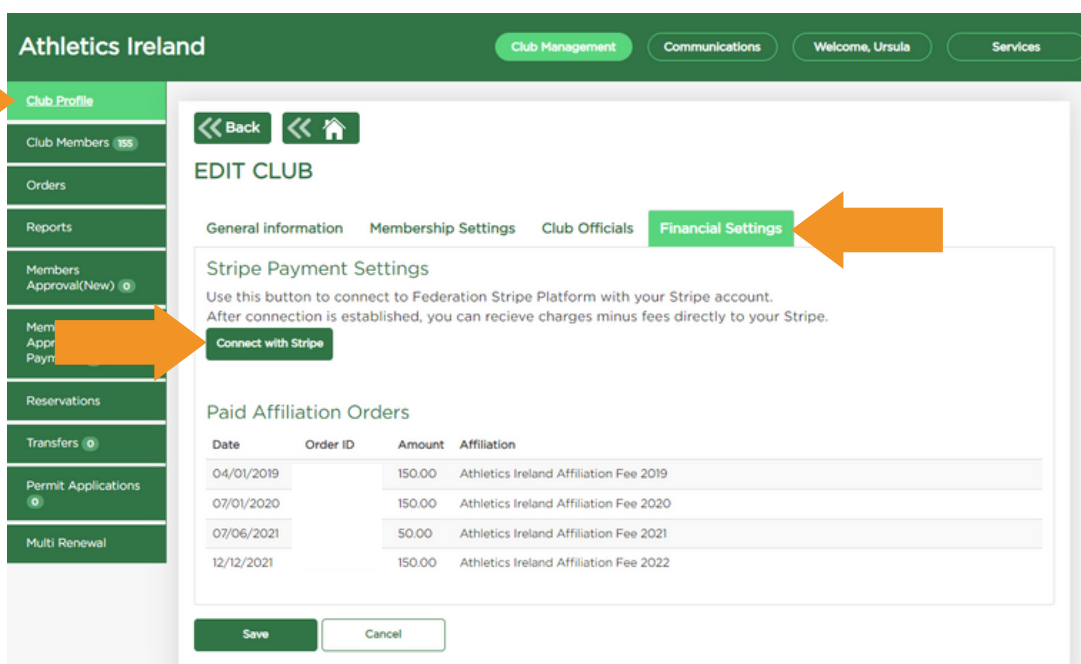 Athletics Ireland
Club Management
Communications
Welcome, Ursula
Services
Club Profile
Club Members 155
Orders
Reports
Members
Approval(New) 0
Reservations
Transfers 0
Permit Applications
0
Multi Renewal
Back
EDIT CLUB
General information
Membership Settings
Club Officials
Financial Settings
Stripe Payment Settings
Use this button to connect to Federation Stripe Platform with your Stripe account.
After connection is established, you can recieve charges minus fees directly to your Stripe.
Connect with Stripe
Paid Affiliation Orders
Date Order ID Amount Affiliation
04/01/2019 150.00 Athletics Ireland Affiliation Fee 2019
07/01/2020 150.00 Athletics Ireland Affiliation Fee 2020
07/06/2021 50.00 Athletics Ireland Affiliation Fee 2021
12/12/2021 150.00 Athletics Ireland Affiliation Fee 2022
Save
Cancel